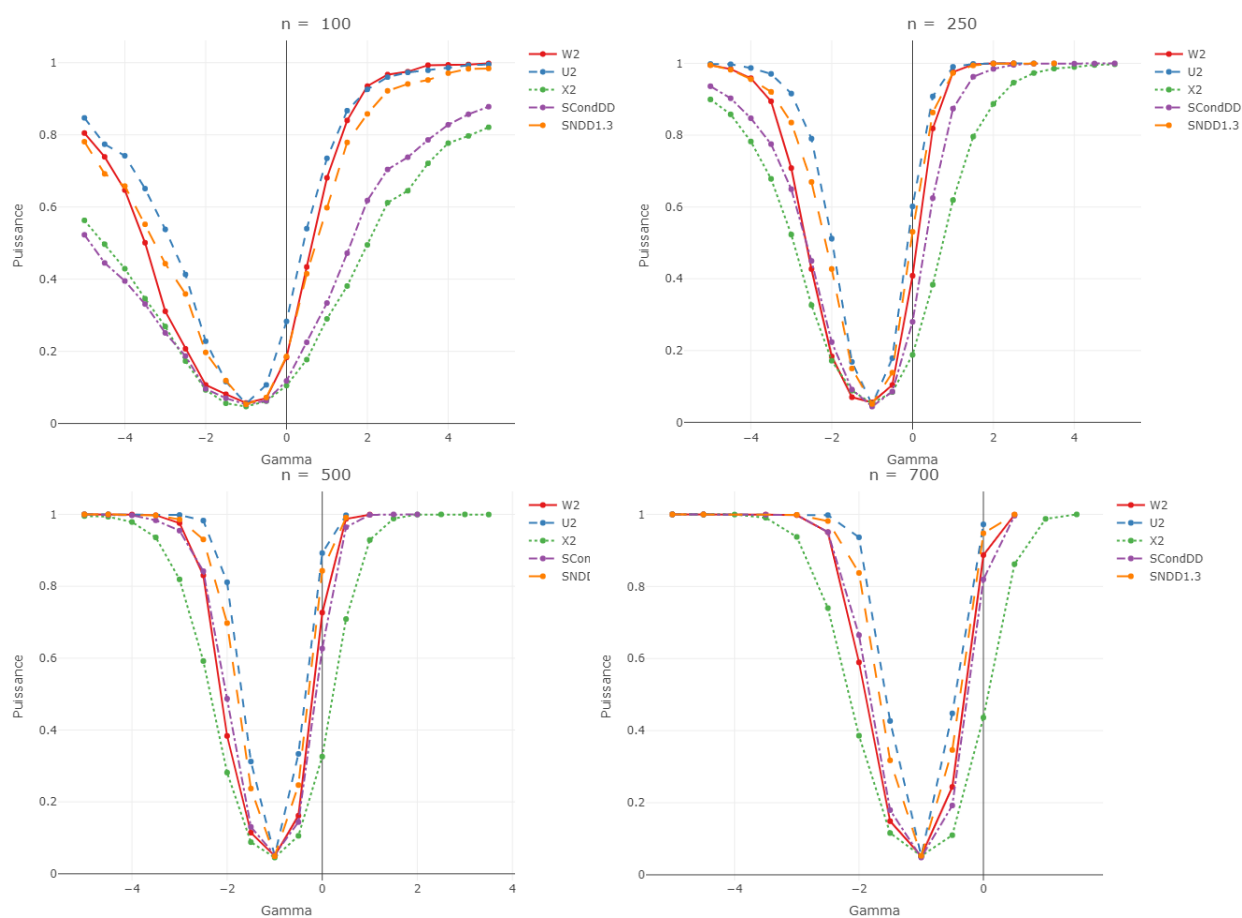 n = 100
W2
U2
X2
SCondDD
SNDD1.3
1
0.8
0.6
0.4
0.2
0
Puissance
−4
−2
0
2
4
Gamma
n = 250
W2
U2
X2
SCondDD
SNDD1.3
1
0.8
0.6
0.4
0.2
0
Puissance
−4
−2
0
2
4
Gamma
n = 500
W2
U2
X2
SCon
SNDI
1
0.8
0.6
0.4
0.2
0
Puissance
−4
−2
0
2
4
Gamma
n = 700
W2
U2
X2
SCondDD
SNDD1.3
1
0.8
0.6
0.4
0.2
0
Puissance
−4
−2
0
Gamma